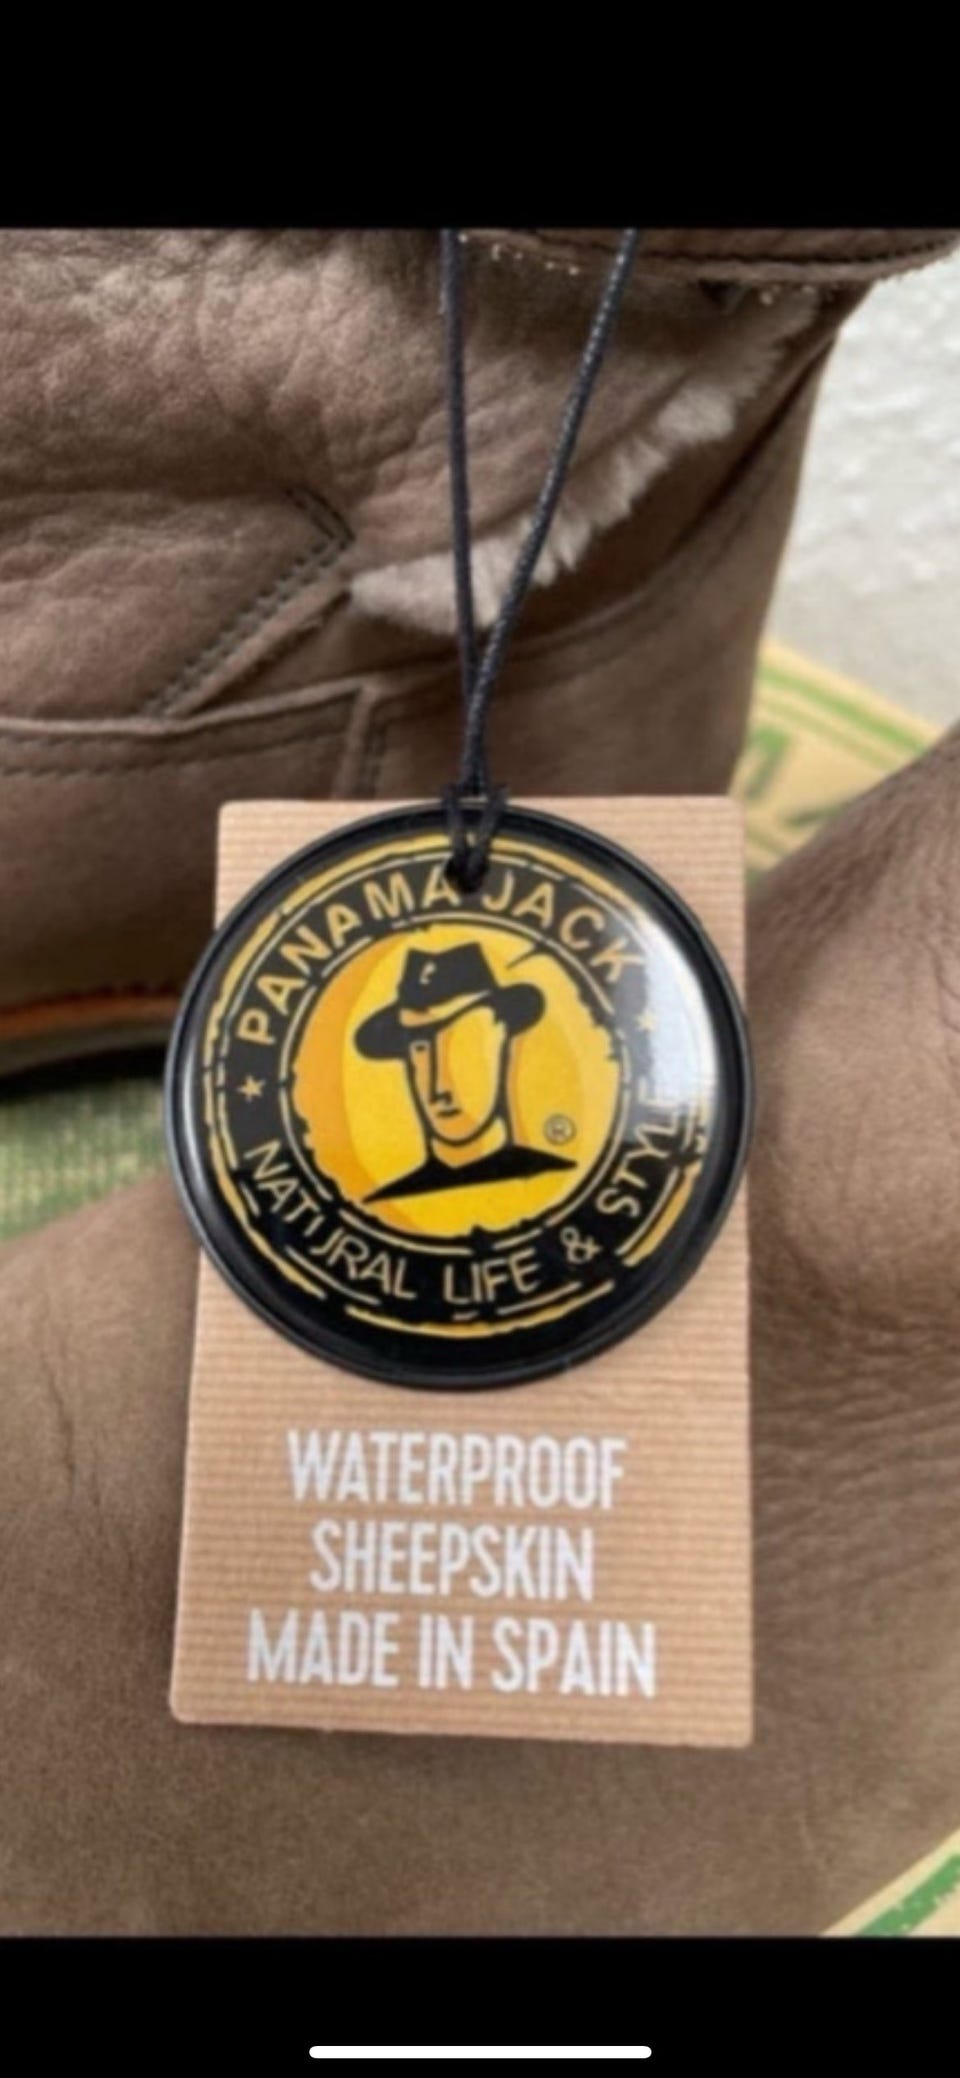 PANAMA JACK
®
NATURAL LIFE & STYLE
WATERPROOF
SHEEPSKIN
MADE IN SPAIN